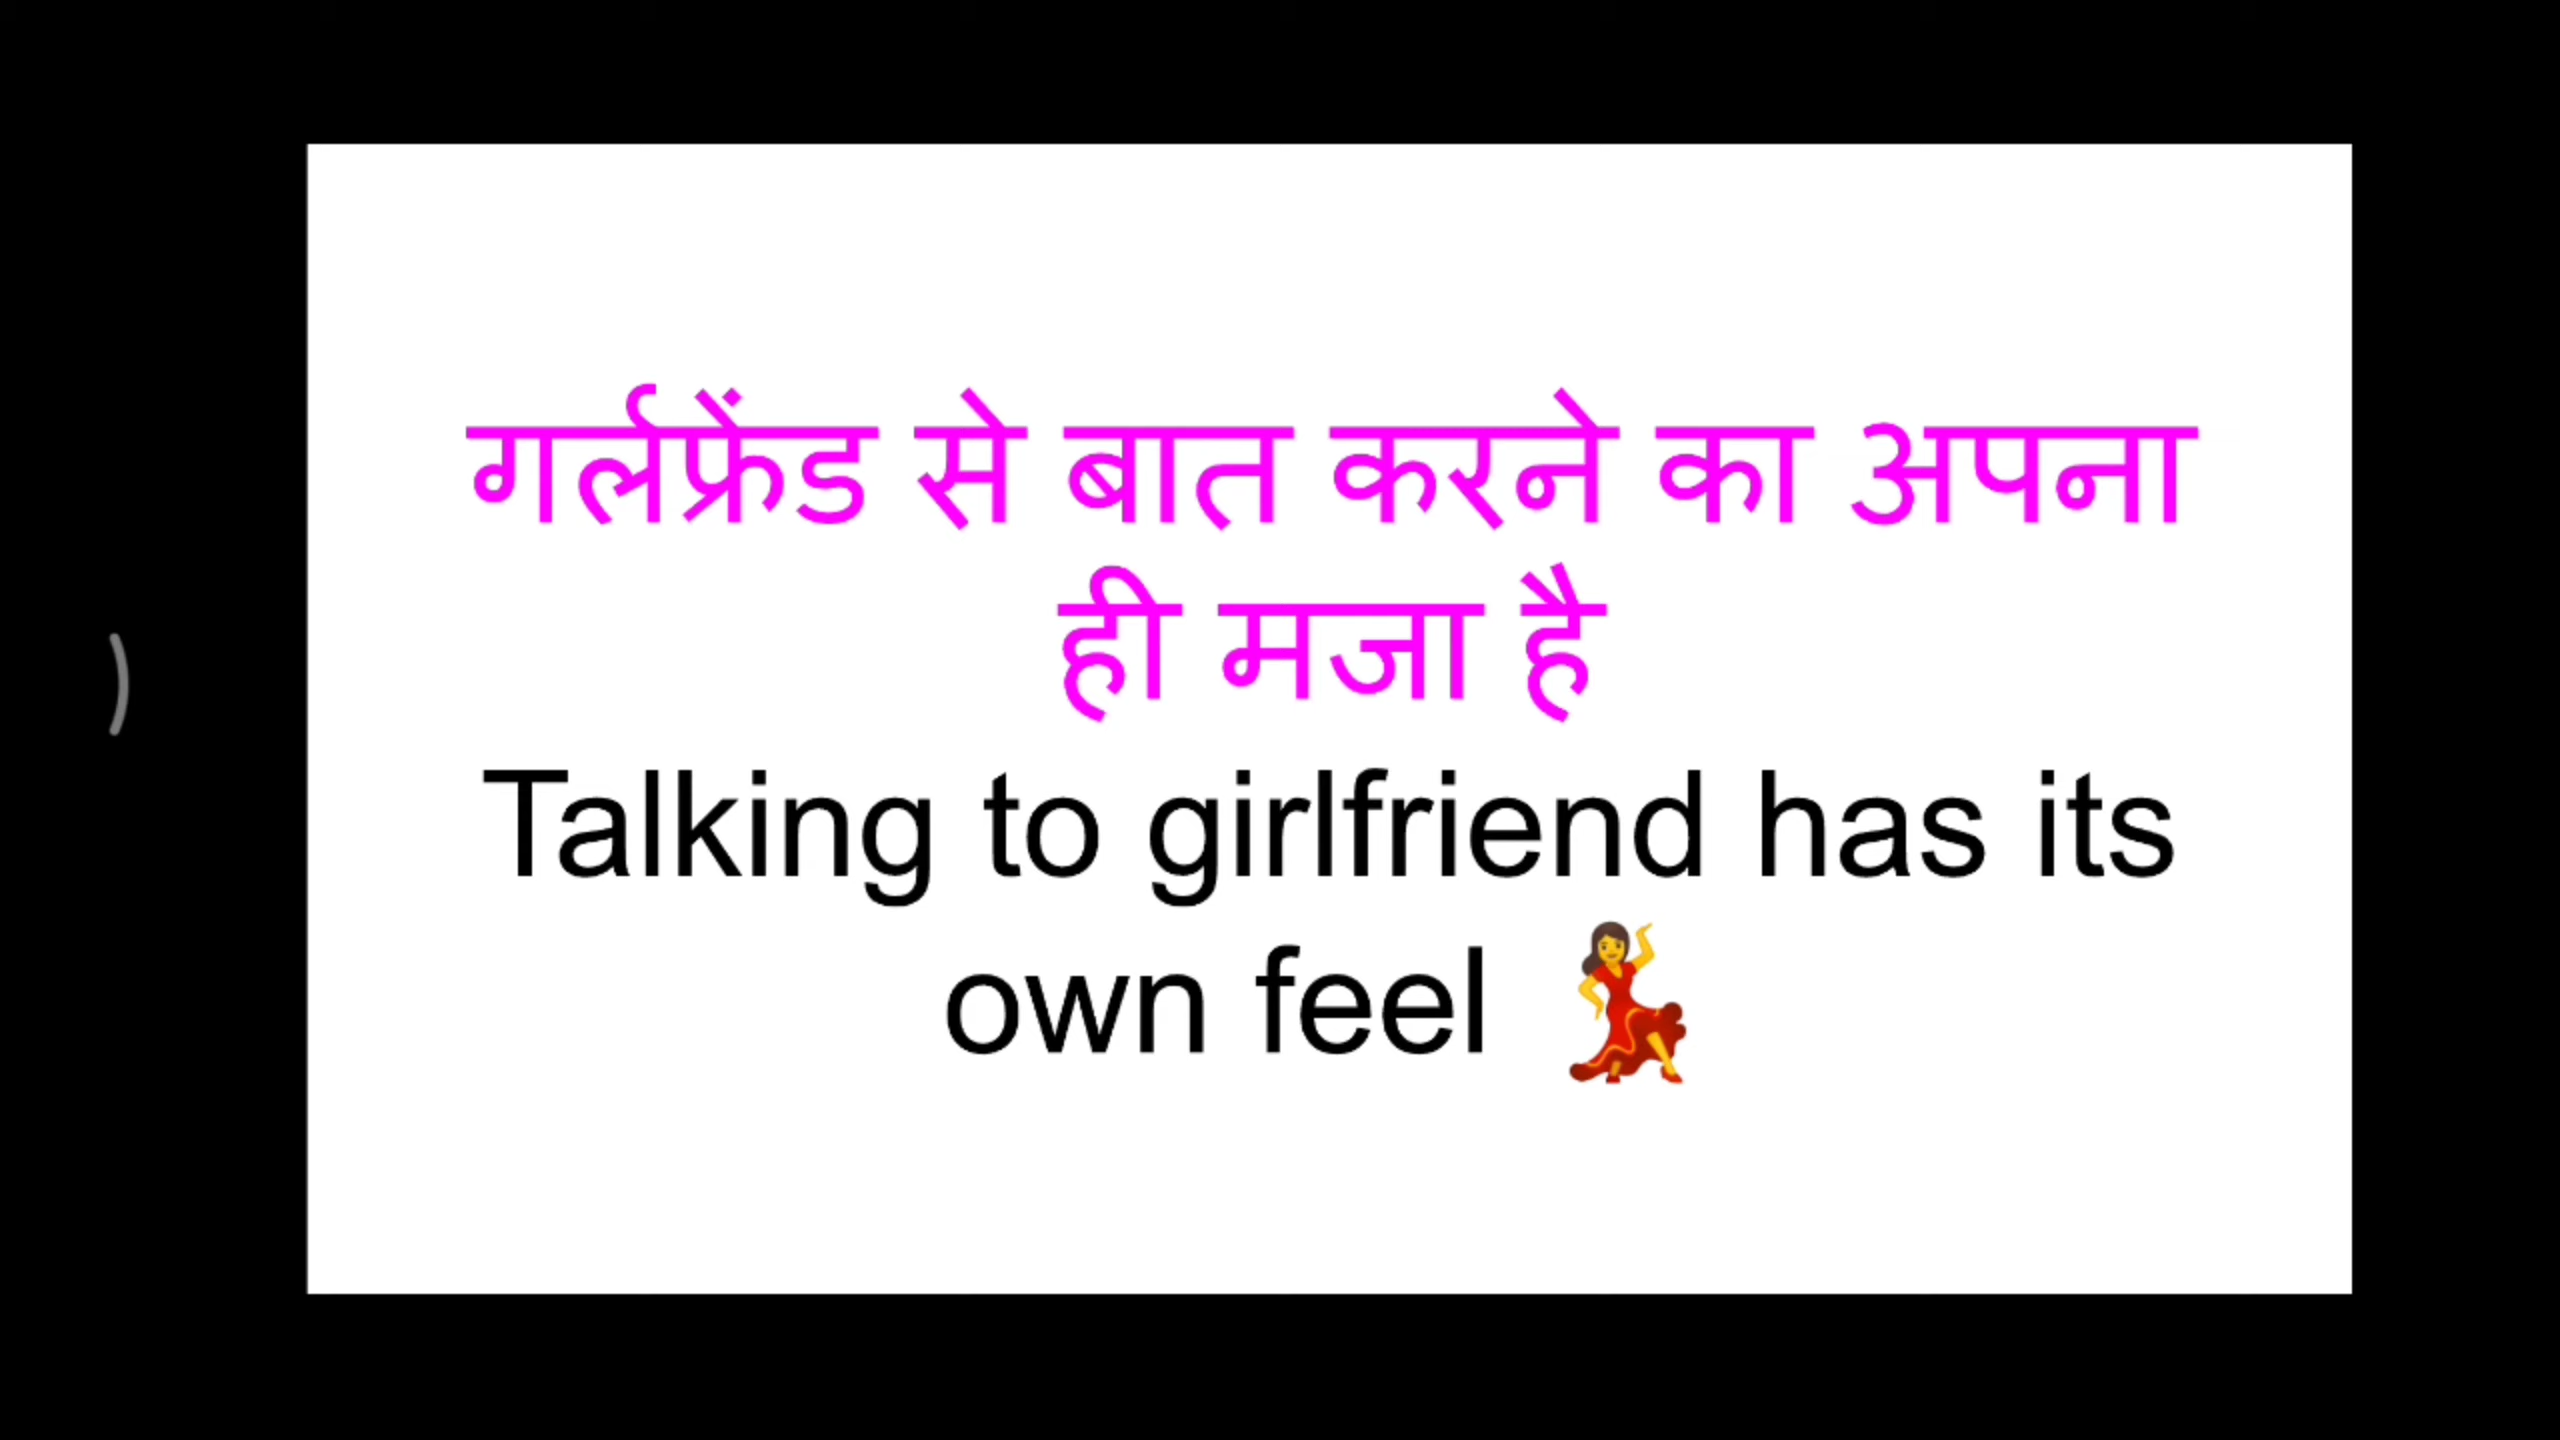 गर्लफ्रेंड से बात करने का अपना
ही मजा है
Talking to girlfriend has its
own feel 💃